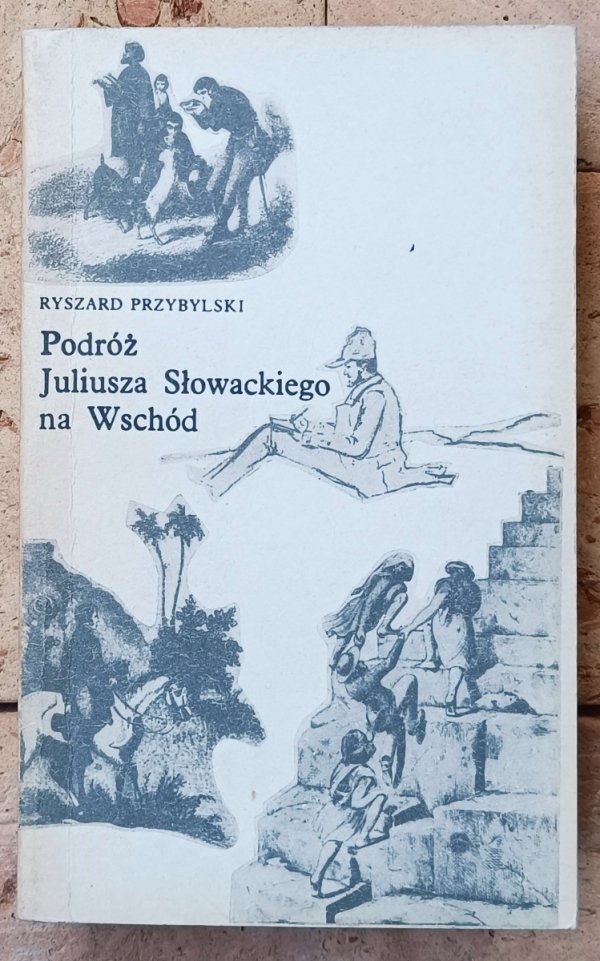 RYSZARD PRZYBYLSKI
Podróż
Juliusza Słowackiego
na Wschód